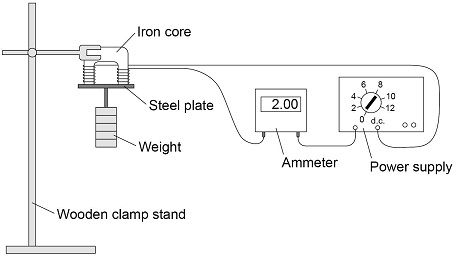 Iron core
Steel plate
Weight
Wooden clamp stand
2.00
Ammeter
6 8
4 10
2 12
0 d.c.
Power supply